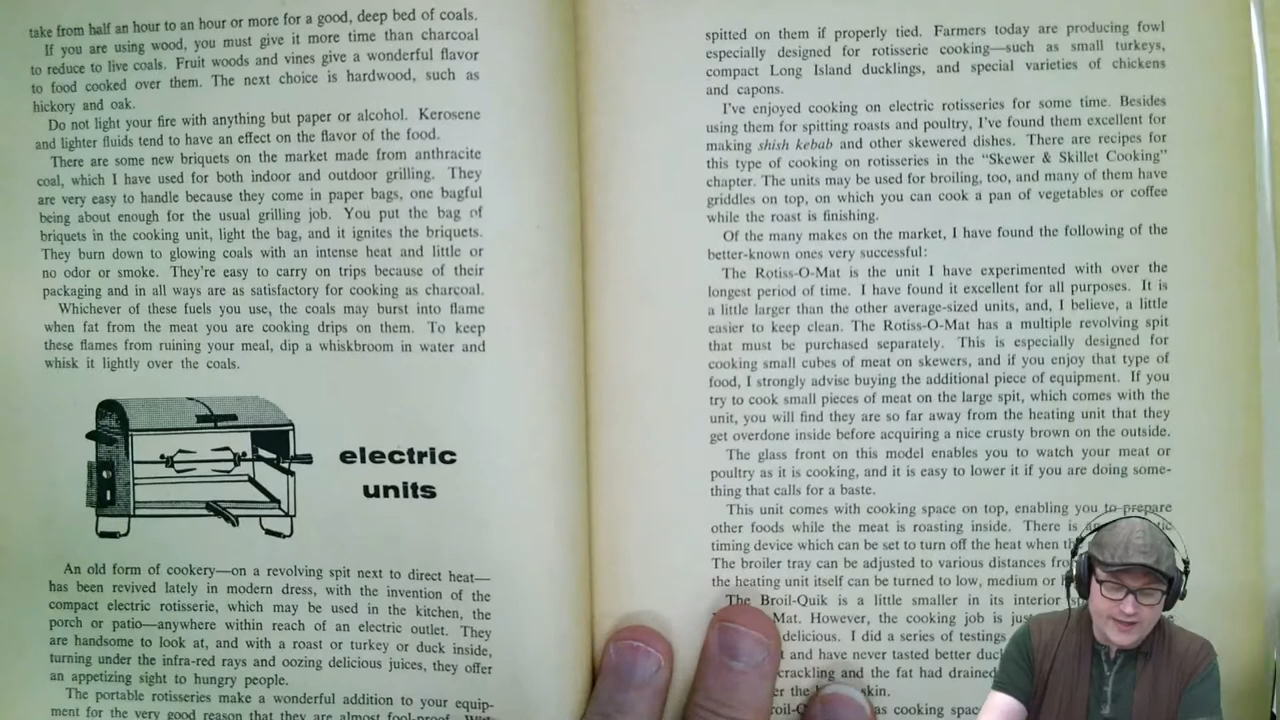 take from half an hour to an hour or more for a good, deep bed of coals.
If you are using wood, you must give it more time than charcoal
to reduce to live coals. Fruit woods and vines give a wonderful flavor
to food cooked over them. The next choice is hardwood, such as
hickory and oak.
Do not light your fire with anything but paper or alcohol. Kerosene
and lighter fluids tend to have an effect on the flavor of the food.
There are some new briquets on the market made from anthracite
coal, which I have used for both indoor and outdoor grilling. They
are very easy to handle because they come in paper bags, one bagful
being about enough for the usual grilling job. You put the bag of
briquets in the cooking unit, light the bag, and it ignites the briquets.
They burn down to glowing coals with an intense heat and little or
no odor or smoke. They're easy to carry on trips because of their
packaging and in all ways are as satisfactory for cooking as charcoal.
Whichever of these fuels you use, the coals may burst into flame
when fat from the meat you are cooking drips on them. To keep
these flames from ruining your meal, dip a whiskbroom in water and
whisk it lightly over the coals.
electric
units
An old form of cookery—on a revolving spit next to direct heat—
has been revived lately in modern dress, with the invention of the
compact electric rotisserie, which may be used in the kitchen, the
porch or patio—anywhere within reach of an electric outlet. They
are handsome to look at, and with a roast or turkey or duck inside,
turning under the infra-red rays and oozing delicious juices, they offer
an appetizing sight to hungry people.
The portable rotisseries make a wonderful addition to your equip-
ment for the very good reason that they are almost fool-proof.
spitted on them if properly tied. Farmers today are producing fowl
especially designed for rotisserie cooking—such as small turkeys,
compact Long Island ducklings, and special varieties of chickens
and capons.
I've enjoyed cooking on electric rotisseries for some time. Besides
using them for spitting roasts and poultry, I've found them excellent for
making shish kebab and other skewered dishes. There are recipes for
this type of cooking on rotisseries in the "Skewer & Skillet Cooking"
chapter. The units may be used for broiling, too, and many of them have
griddles on top, on which you can cook a pan of vegetables or coffee
while the roast is finishing.
Of the many makes on the market, I have found the following of the
better-known ones very successful:
The Rotiss-O-Mat is the unit I have experimented with over the
longest period of time. I have found it excellent for all purposes. It is
a little larger than the other average-sized units, and, I believe, a little
easier to keep clean. The Rotiss-O-Mat has a multiple revolving spit
that must be purchased separately. This is especially designed for
cooking small cubes of meat on skewers, and if you enjoy that type of
food, I strongly advise buying the additional piece of equipment. If you
try to cook small pieces of meat on the large spit, which comes with the
unit, you will find they are so far away from the heating unit that they
get overdone inside before acquiring a nice crusty brown on the outside.
The glass front on this model enables you to watch your meat or
poultry as it is cooking, and it is easy to lower it if you are doing some-
thing that calls for a baste.
This unit comes with cooking space on top, enabling you to prepare
other foods while the meat is roasting inside. There is
timing device which can be set to turn off the heat when
The broiler tray can be adjusted to various distances
the heating unit itself can be turned to low, medium or
The Broil-Quik is a little smaller in its interior
Mat. However, the cooking job is
delicious. I did a series of testings
and have never tasted better
crackling and the fat had drained
the skin.
as cooking